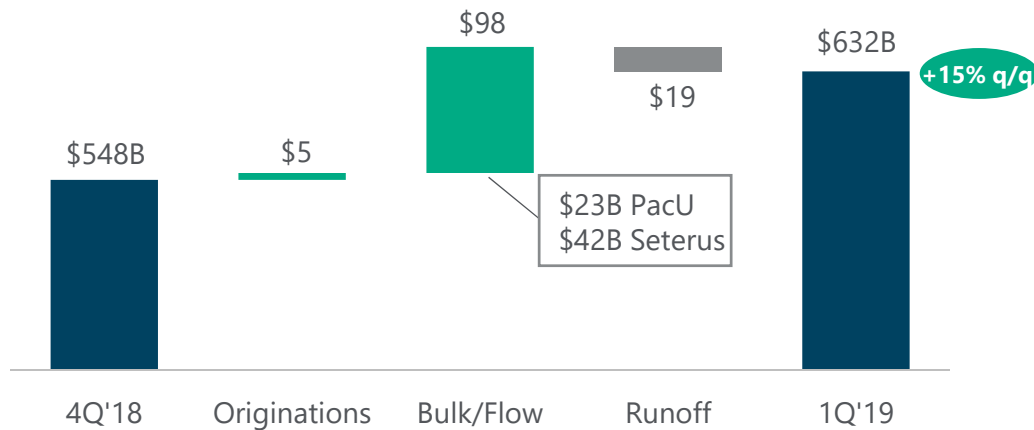 $98
$632B
+15% q/q
$19
$548B
$5
$23B PacU
$42B Seterus
4Q'18
Originations
Bulk/Flow
Runoff
1Q'19